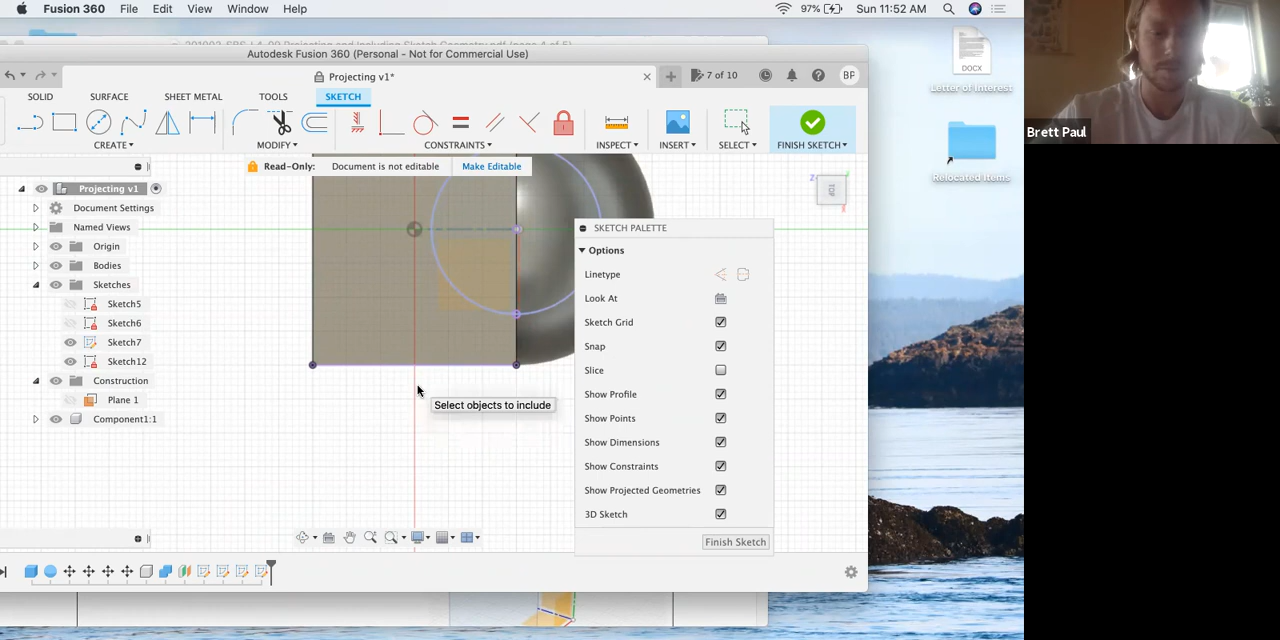 Fusion 360 File Edit View Window Help 97% Sun 11:52 AM
Autodesk Fusion 360 (Personal - Not for Commercial Use)
Projecting v1* 7 of 10 BP
SOLID SURFACE SHEET METAL TOOLS SKETCH
CREATE MODIFY CONSTRAINTS INSPECT INSERT SELECT FINISH SKETCH
Read-Only: Document is not editable Make Editable
Projecting v1
Document Settings
Named Views
Origin
Bodies
Sketches
Sketch5
Sketch6
Sketch7
Sketch12
Construction
Plane 1
Component1:1
TOP
Z
Select objects to include
SKETCH PALETTE
Options
Linetype
Look At
Sketch Grid
Snap
Slice
Show Profile
Show Points
Show Dimensions
Show Constraints
Show Projected Geometries
3D Sketch
Finish Sketch
DOCX
Letter of Interest
Relocated Items
Brett Paul